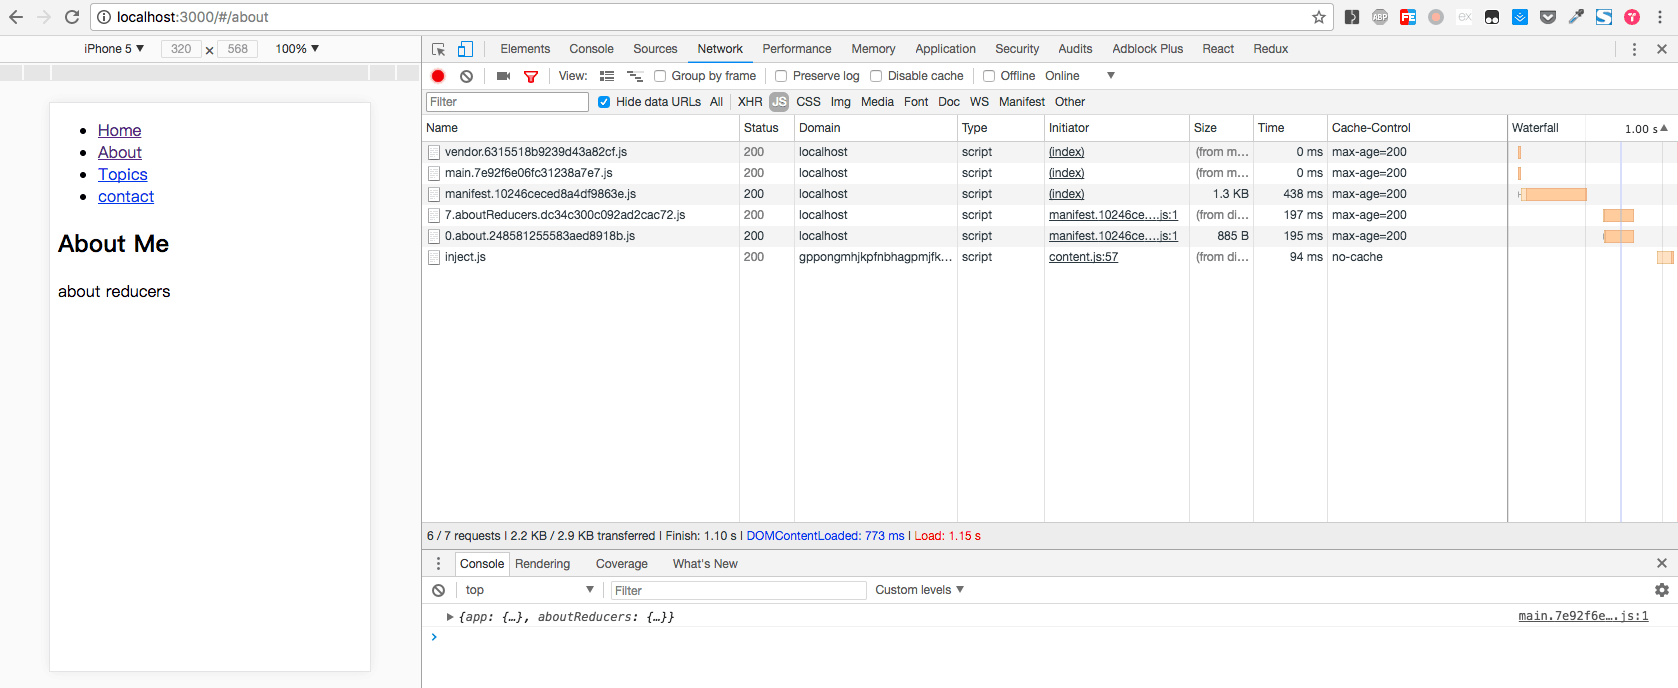 localhost:3000/#/about
ABP FE ex S
iPhone 5 ▼ 320 × 568 100% ▼
Elements Console Sources Network Performance Memory Application Security Audits Adblock Plus React Redux
View: Group by frame Preserve log Disable cache Offline Online ▼
Filter Hide data URLs All XHR JS CSS Img Media Font Doc WS Manifest Other
Name Status Domain Type Initiator Size Time Cache-Control Waterfall 1.00 s▲
vendor.6315518b9239d43a82cf.js 200 localhost script (index) (from m... 0 ms max-age=200
main.7e92f6e06fc31238a7e7.js 200 localhost script (index) (from m... 0 ms max-age=200
manifest.10246ceced8a4df9863e.js 200 localhost script (index) 1.3 KB 438 ms max-age=200
7.aboutReducers.dc34c300c092ad2cac72.js 200 localhost script manifest.10246ce….js:1 (from di... 197 ms max-age=200
0.about.248581255583aed8918b.js 200 localhost script manifest.10246ce….js:1 885 B 195 ms max-age=200
inject.js 200 gppongmhjkpfnbhagpmjfk... script content.js:57 (from di... 94 ms no-cache
Home
About
Topics
contact
About Me
about reducers
6 / 7 requests | 2.2 KB / 2.9 KB transferred | Finish: 1.10 s | DOMContentLoaded: 773 ms | Load: 1.15 s
Console Rendering Coverage What's New
top ▼ Filter Custom levels ▼
▶ {app: {…}, aboutReducers: {…}} main.7e92f6e….js:1